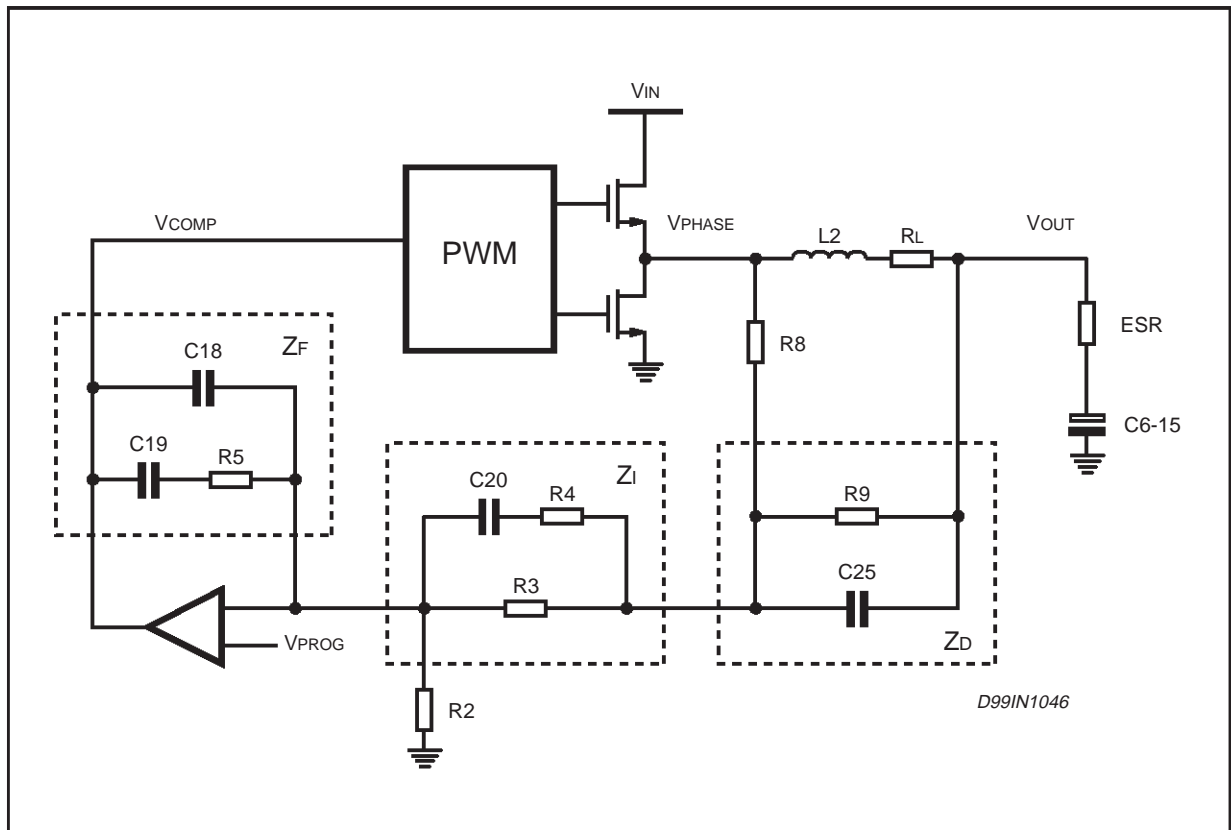 VIN
VCOMP
PWM
VPHASE
L2
RL
VOUT
ESR
C6-15
R8
ZF
C18
C19
R5
ZI
C20
R4
R3
R9
C25
ZD
VPROG
R2
D99IN1046